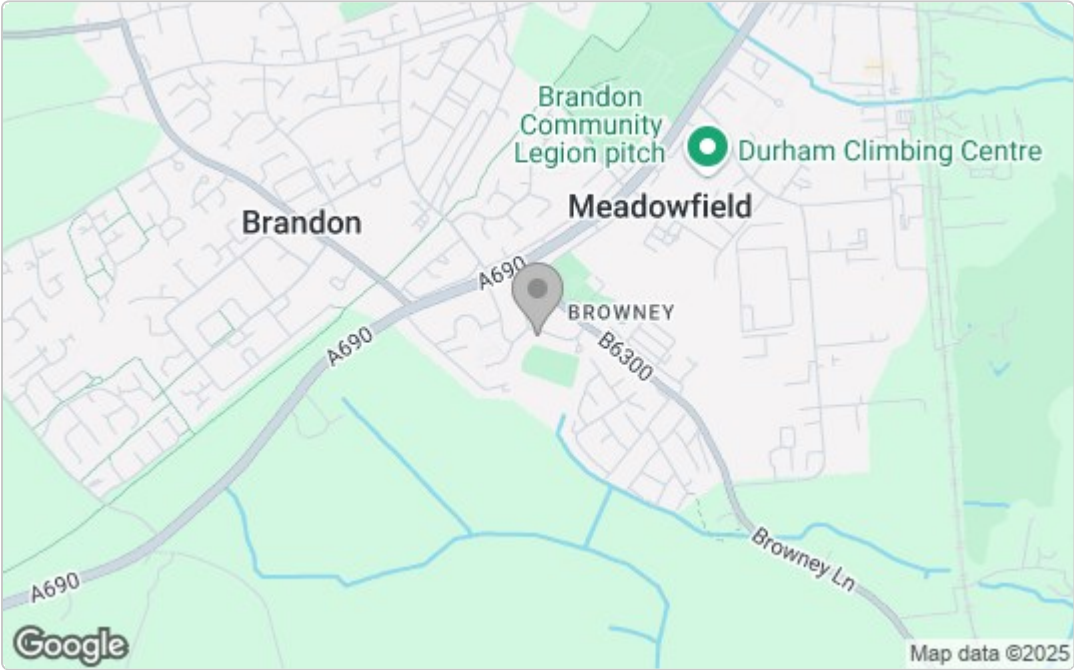 Brandon
Community
Legion pitch
Durham Climbing Centre
Meadowfield
Brandon
A690
BROWNEY
A690
B6300
Browney Ln
A690
Google
Map data ©2025